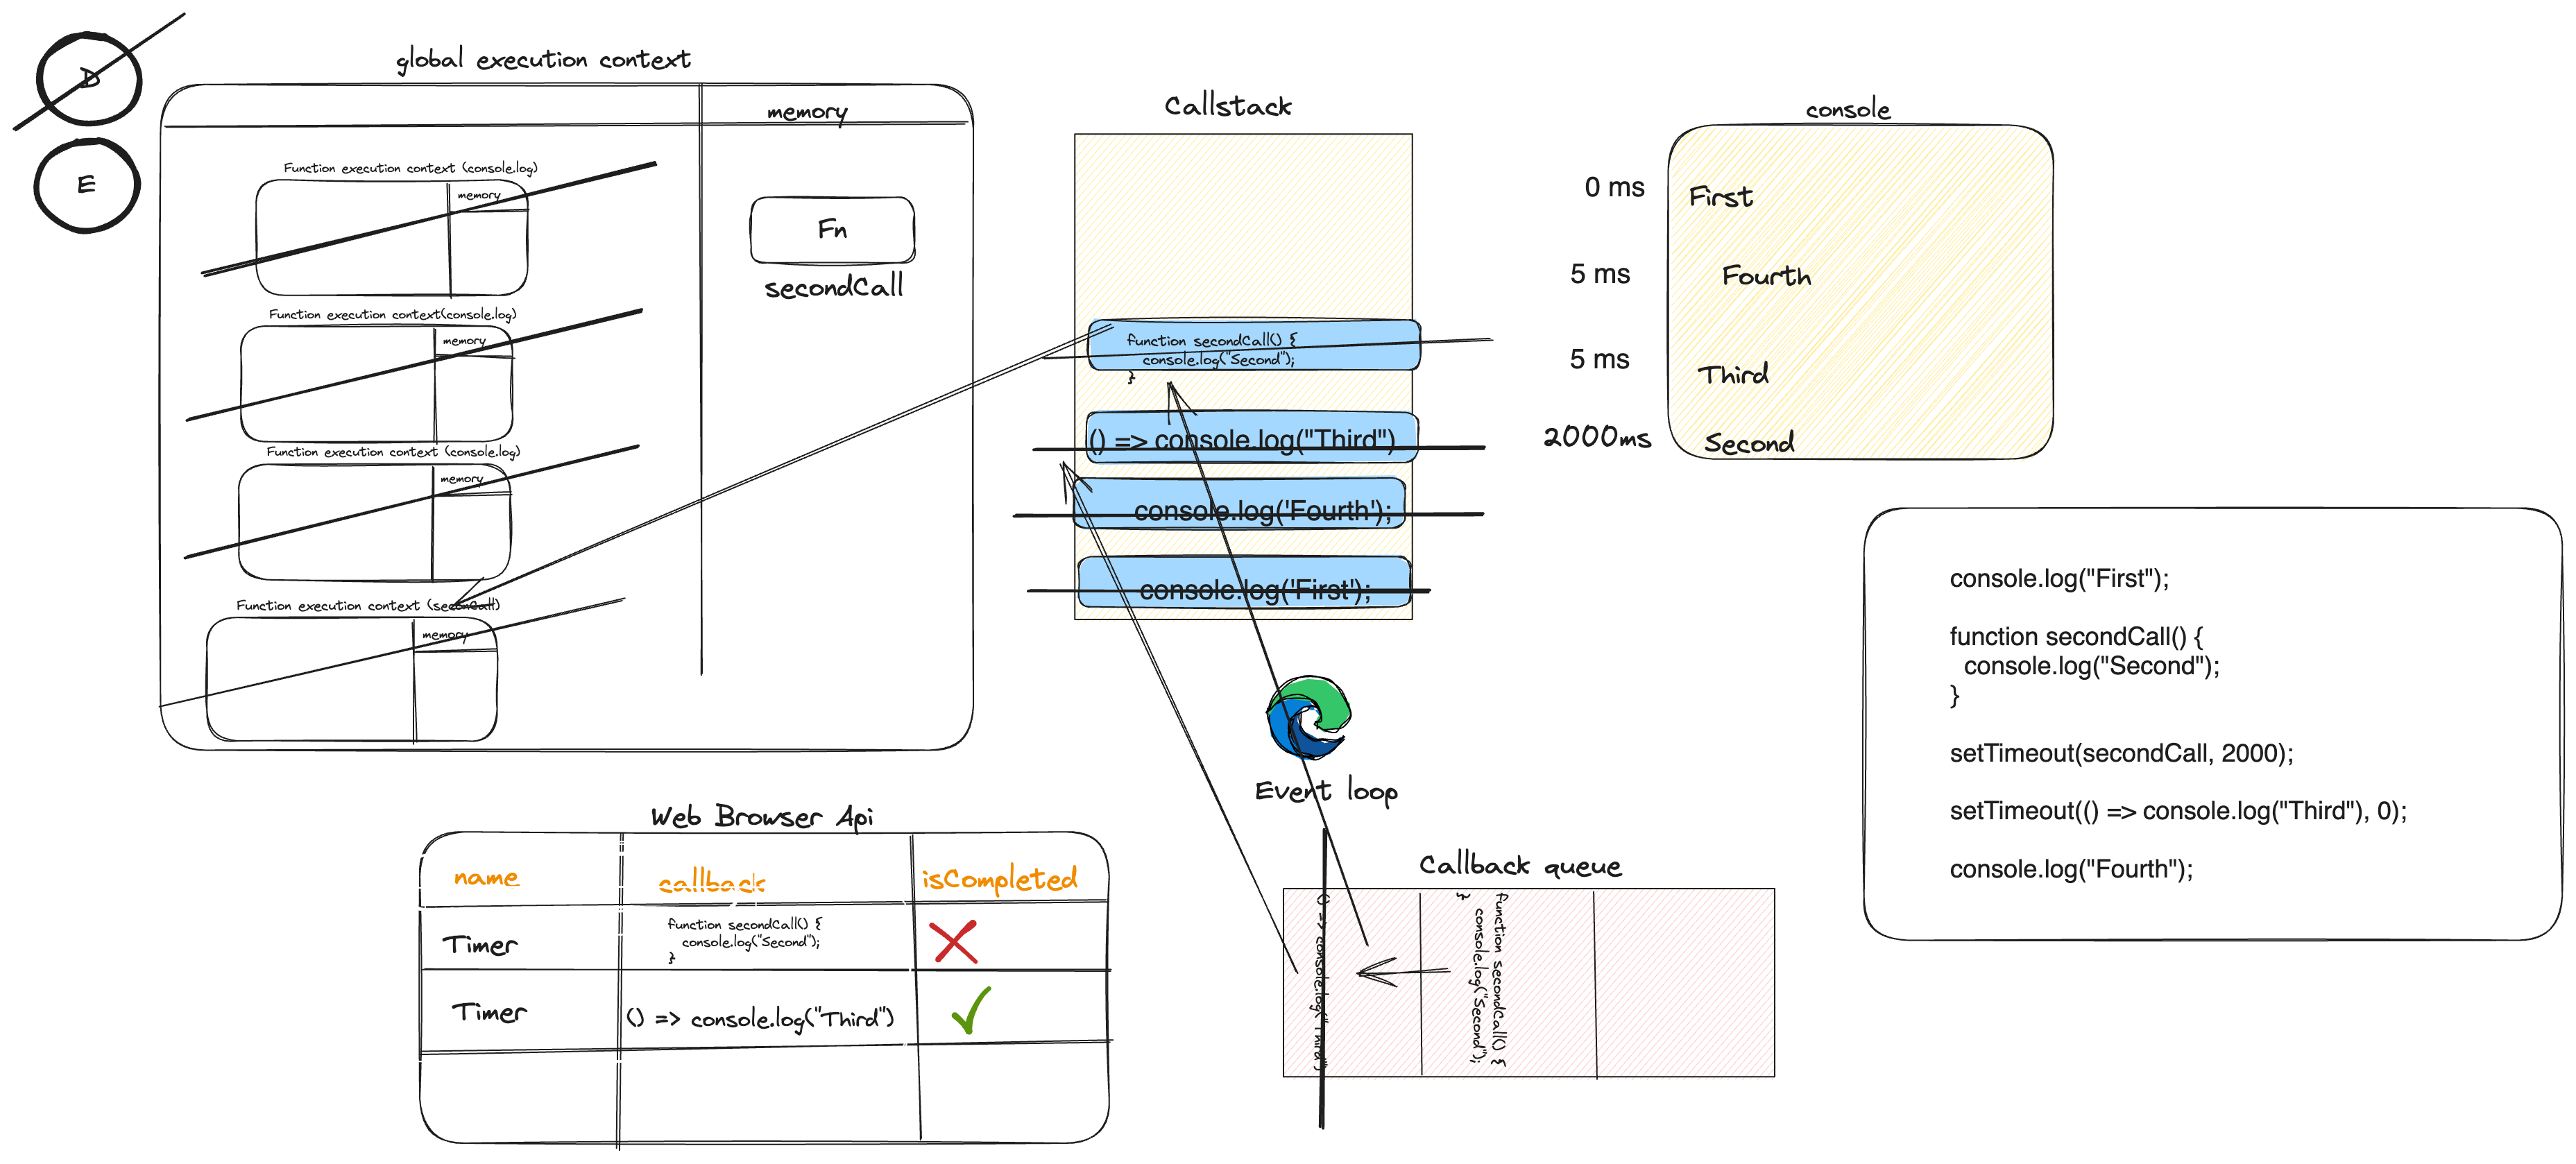 D
E
global execution context
memory
Function execution context (console.log)
memory
Function execution context(console.log)
memory
Function execution context (console.log)
memory
Function execution context (seconCall)
memory
Fn
secondCall
Callstack
function secondCall() {
console.log("Second");
}
() => console.log("Third")
console.log('Fourth');
console.log('First');
console
0 ms
First
5 ms
Fourth
5 ms
Third
2000ms
Second
console.log("First");
function secondCall() {
console.log("Second");
}
setTimeout(secondCall, 2000);
setTimeout(() => console.log("Third"), 0);
console.log("Fourth");
Event loop
Web Browser Api
name
callback
isCompleted
Timer
function secondCall() {
console.log("Second");
}
Timer
() => console.log("Third")
Callback queue
() => console.log("Third")
function secondCall() {
console.log("Second");
}